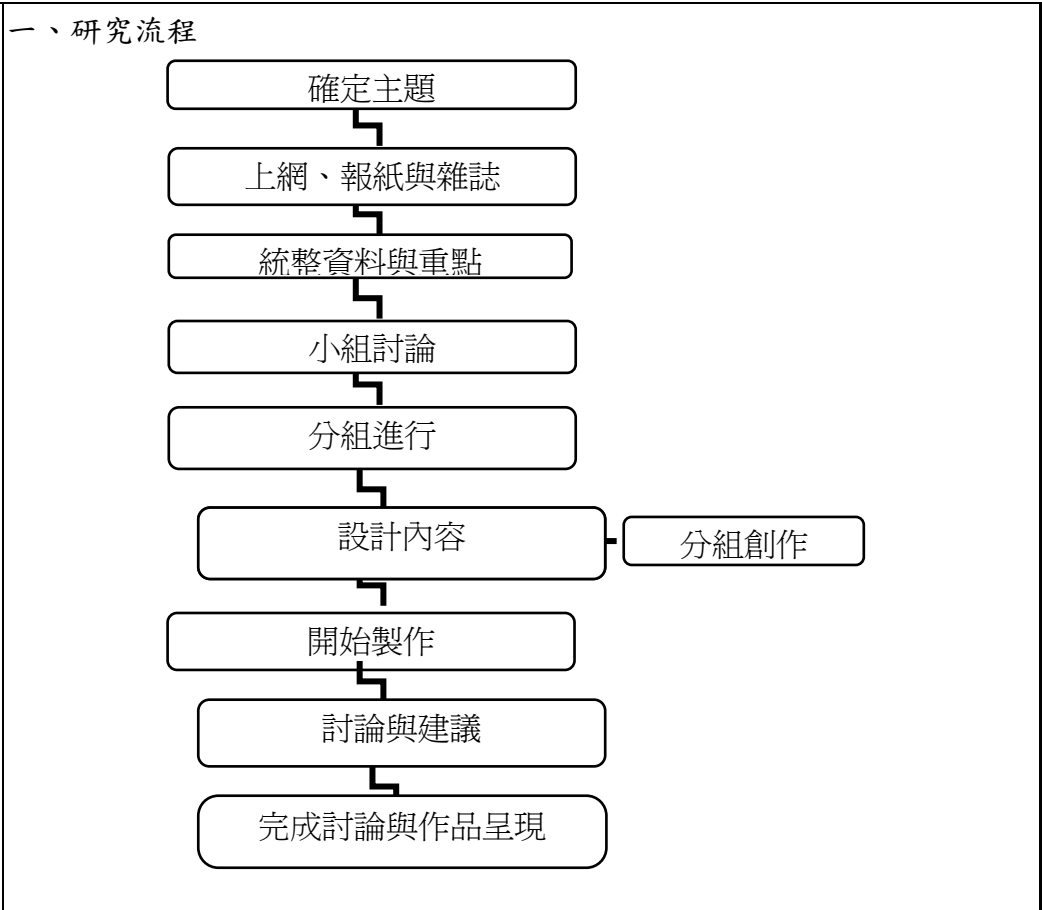 一、研究流程
確定主題
上網、報紙與雜誌
統整資料與重點
小組討論
分組進行
設計內容
分組創作
開始製作
討論與建議
完成討論與作品呈現